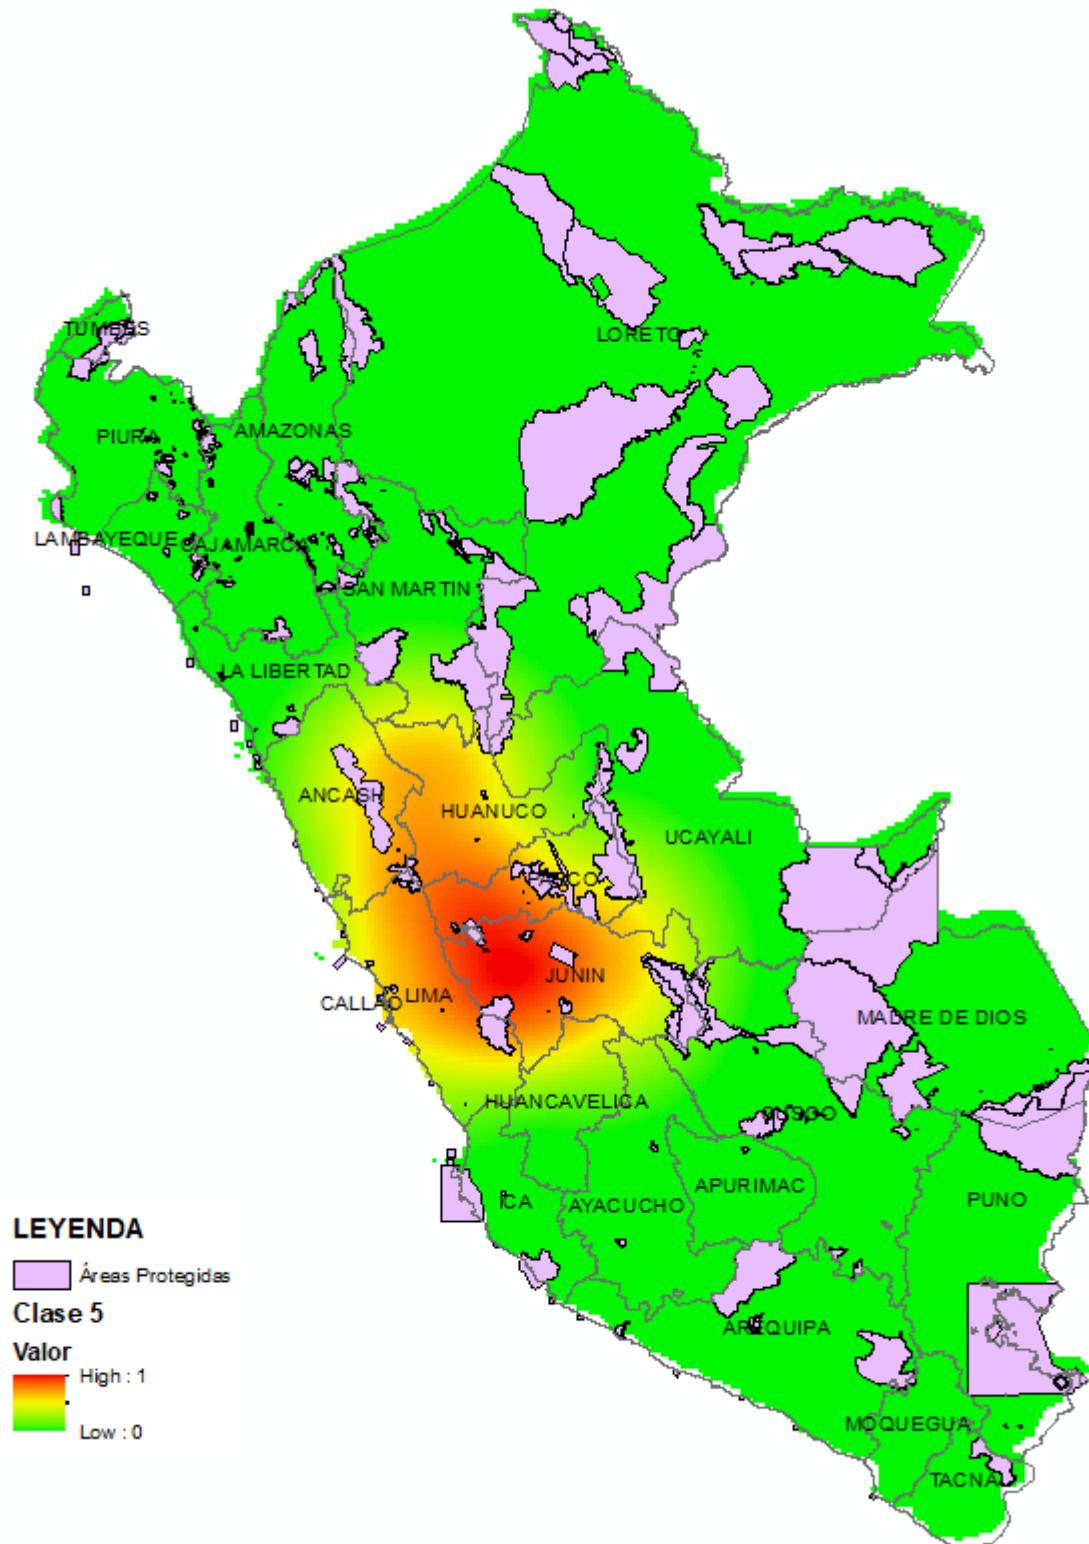 TUMBES
LORETO
PIURA
AMAZONAS
LAMBAYEQUE
CAJAMARCA
SAN MARTIN
LA LIBERTAD
ANCASH
HUANUCO
UCAYALI
PASCO
JUNIN
LIMA
CALLAO
MADRE DE DIOS
HUANCAVELICA
CUSCO
APURIMAC
ICA
AYACUCHO
PUNO
AREQUIPA
MOQUEGUA
TACNA
LEYENDA
Áreas Protegidas
Clase 5
Valor
High : 1
Low : 0